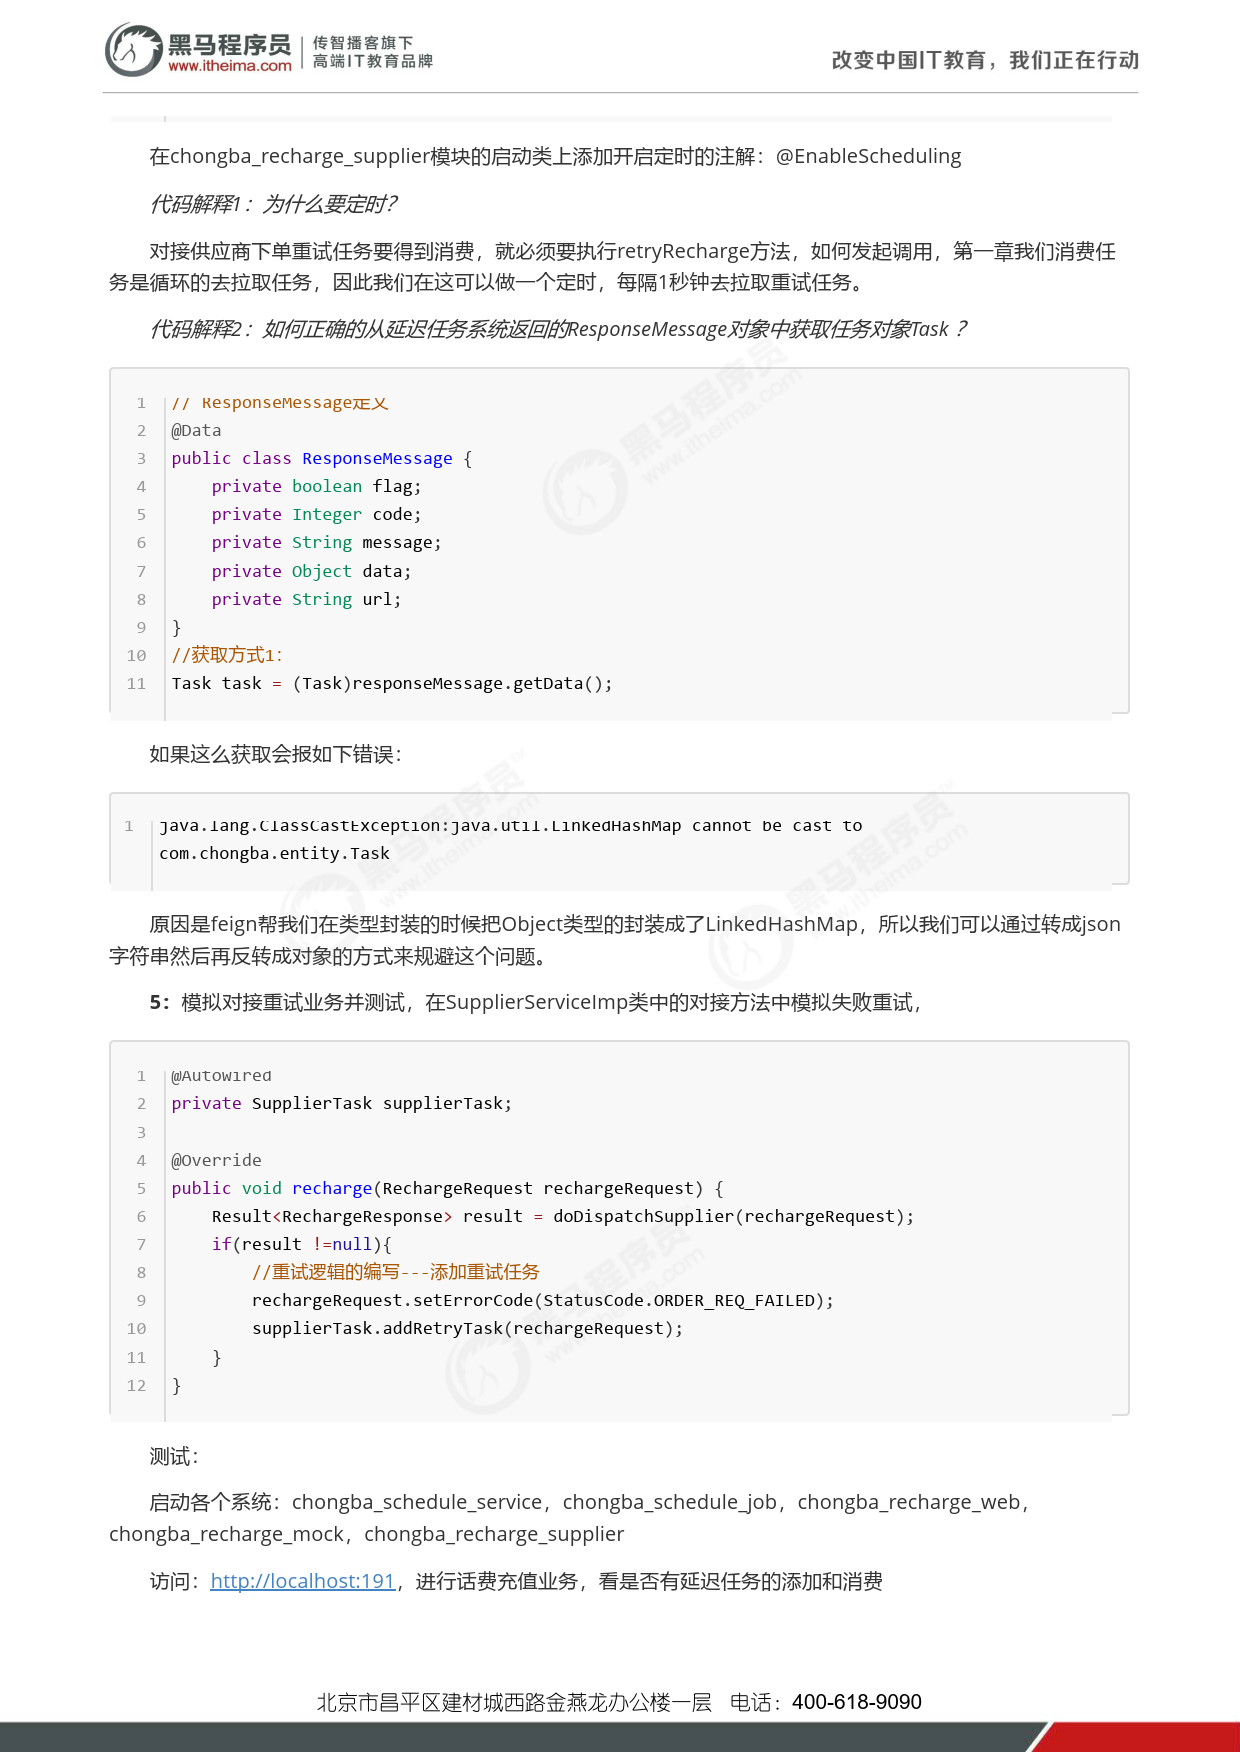 黑马程序员
www.itheima.com
传智播客旗下
高端IT教育品牌
改变中国IT教育，我们正在行动
在chongba_recharge_supplier模块的启动类上添加开启定时的注解：@EnableScheduling
代码解释1：为什么要定时？
对接供应商下单重试任务要得到消费，就必须要执行retryRecharge方法，如何发起调用，第一章我们消费任
务是循环的去拉取任务，因此我们在这可以做一个定时，每隔1秒钟去拉取重试任务。
代码解释2：如何正确的从延迟任务系统返回的ResponseMessage对象中获取任务对象Task？
1 // ResponseMessage定义
2 @Data
3 public class ResponseMessage {
4     private boolean flag;
5     private Integer code;
6     private String message;
7     private Object data;
8     private String url;
9 }
10 //获取方式1：
11 Task task = (Task)responseMessage.getData();
如果这么获取会报如下错误：
1 java.lang.ClassCastException:java.util.LinkedHashMap cannot be cast to
com.chongba.entity.Task
原因是feign帮我们在类型封装的时候把Object类型的封装成了LinkedHashMap，所以我们可以通过转成json
字符串然后再反转成对象的方式来规避这个问题。
5：模拟对接重试业务并测试，在SupplierServiceImp类中的对接方法中模拟失败重试，
1 @Autowired
2 private SupplierTask supplierTask;
3
4 @Override
5 public void recharge(RechargeRequest rechargeRequest) {
6     Result<RechargeResponse> result = doDispatchSupplier(rechargeRequest);
7     if(result !=null){
8         //重试逻辑的编写---添加重试任务
9         rechargeRequest.setErrorCode(StatusCode.ORDER_REQ_FAILED);
10         supplierTask.addRetryTask(rechargeRequest);
11     }
12 }
测试：
启动各个系统：chongba_schedule_service，chongba_schedule_job，chongba_recharge_web，
chongba_recharge_mock，chongba_recharge_supplier
访问：http://localhost:191，进行话费充值业务，看是否有延迟任务的添加和消费
北京市昌平区建材城西路金燕龙办公楼一层 电话：400-618-9090